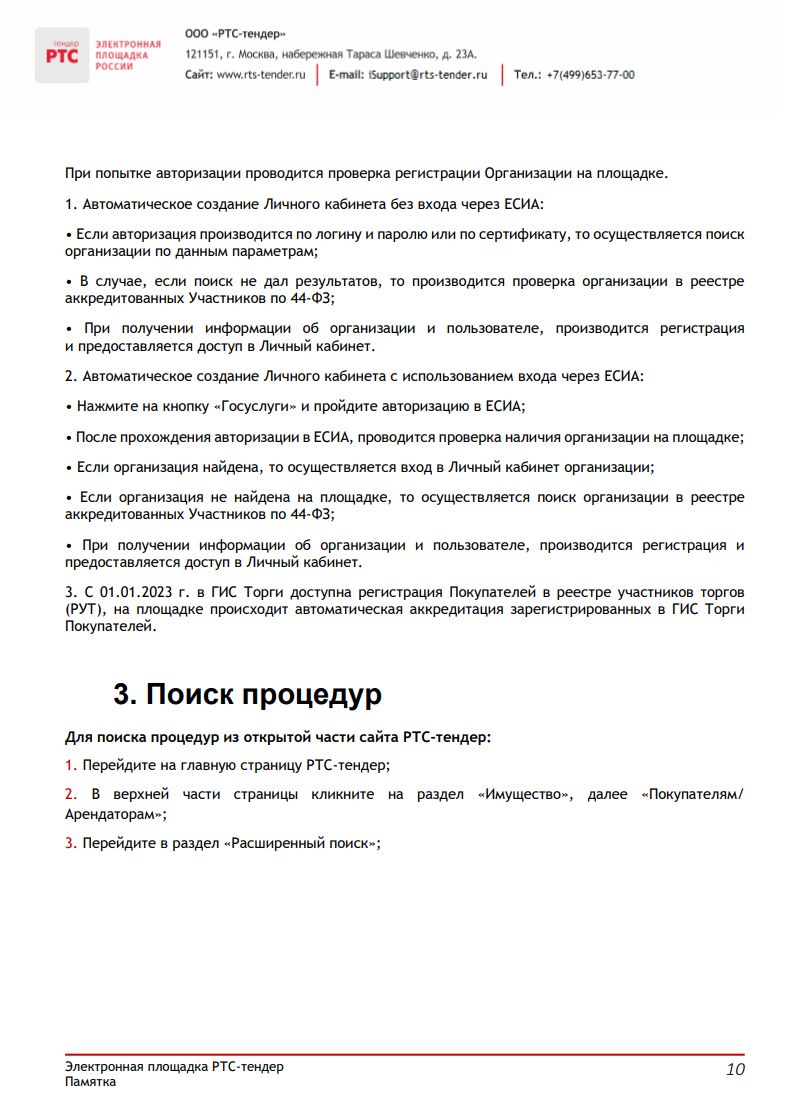 тендер
РТС
ЭЛЕКТРОННАЯ
ПЛОЩАДКА
РОССИИ
ООО «РТС-тендер»
121151, г. Москва, набережная Тараса Шевченко, д. 23А.
Сайт: www.rts-tender.ru | E-mail: iSupport@rts-tender.ru | Тел.: +7(499)653-77-00
При попытке авторизации проводится проверка регистрации Организации на площадке.
1. Автоматическое создание Личного кабинета без входа через ЕСИА:
• Если авторизация производится по логину и паролю или по сертификату, то осуществляется поиск
организации по данным параметрам;
• В случае, если поиск не дал результатов, то производится проверка организации в реестре
аккредитованных Участников по 44-ФЗ;
• При получении информации об организации и пользователе, производится регистрация
и предоставляется доступ в Личный кабинет.
2. Автоматическое создание Личного кабинета с использованием входа через ЕСИА:
• Нажмите на кнопку «Госуслуги» и пройдите авторизацию в ЕСИА;
• После прохождения авторизации в ЕСИА, проводится проверка наличия организации на площадке;
• Если организация найдена, то осуществляется вход в Личный кабинет организации;
• Если организация не найдена на площадке, то осуществляется поиск организации в реестре
аккредитованных Участников по 44-ФЗ;
• При получении информации об организации и пользователе, производится регистрация и
предоставляется доступ в Личный кабинет.
3. С 01.01.2023 г. в ГИС Торги доступна регистрация Покупателей в реестре участников торгов
(РУТ), на площадке происходит автоматическая аккредитация зарегистрированных в ГИС Торги
Покупателей.
3. Поиск процедур
Для поиска процедур из открытой части сайта РТС-тендер:
1. Перейдите на главную страницу РТС-тендер;
2. В верхней части страницы кликните на раздел «Имущество», далее «Покупателям/
Арендаторам»;
3. Перейдите в раздел «Расширенный поиск»;
Электронная площадка РТС-тендер
Памятка
10